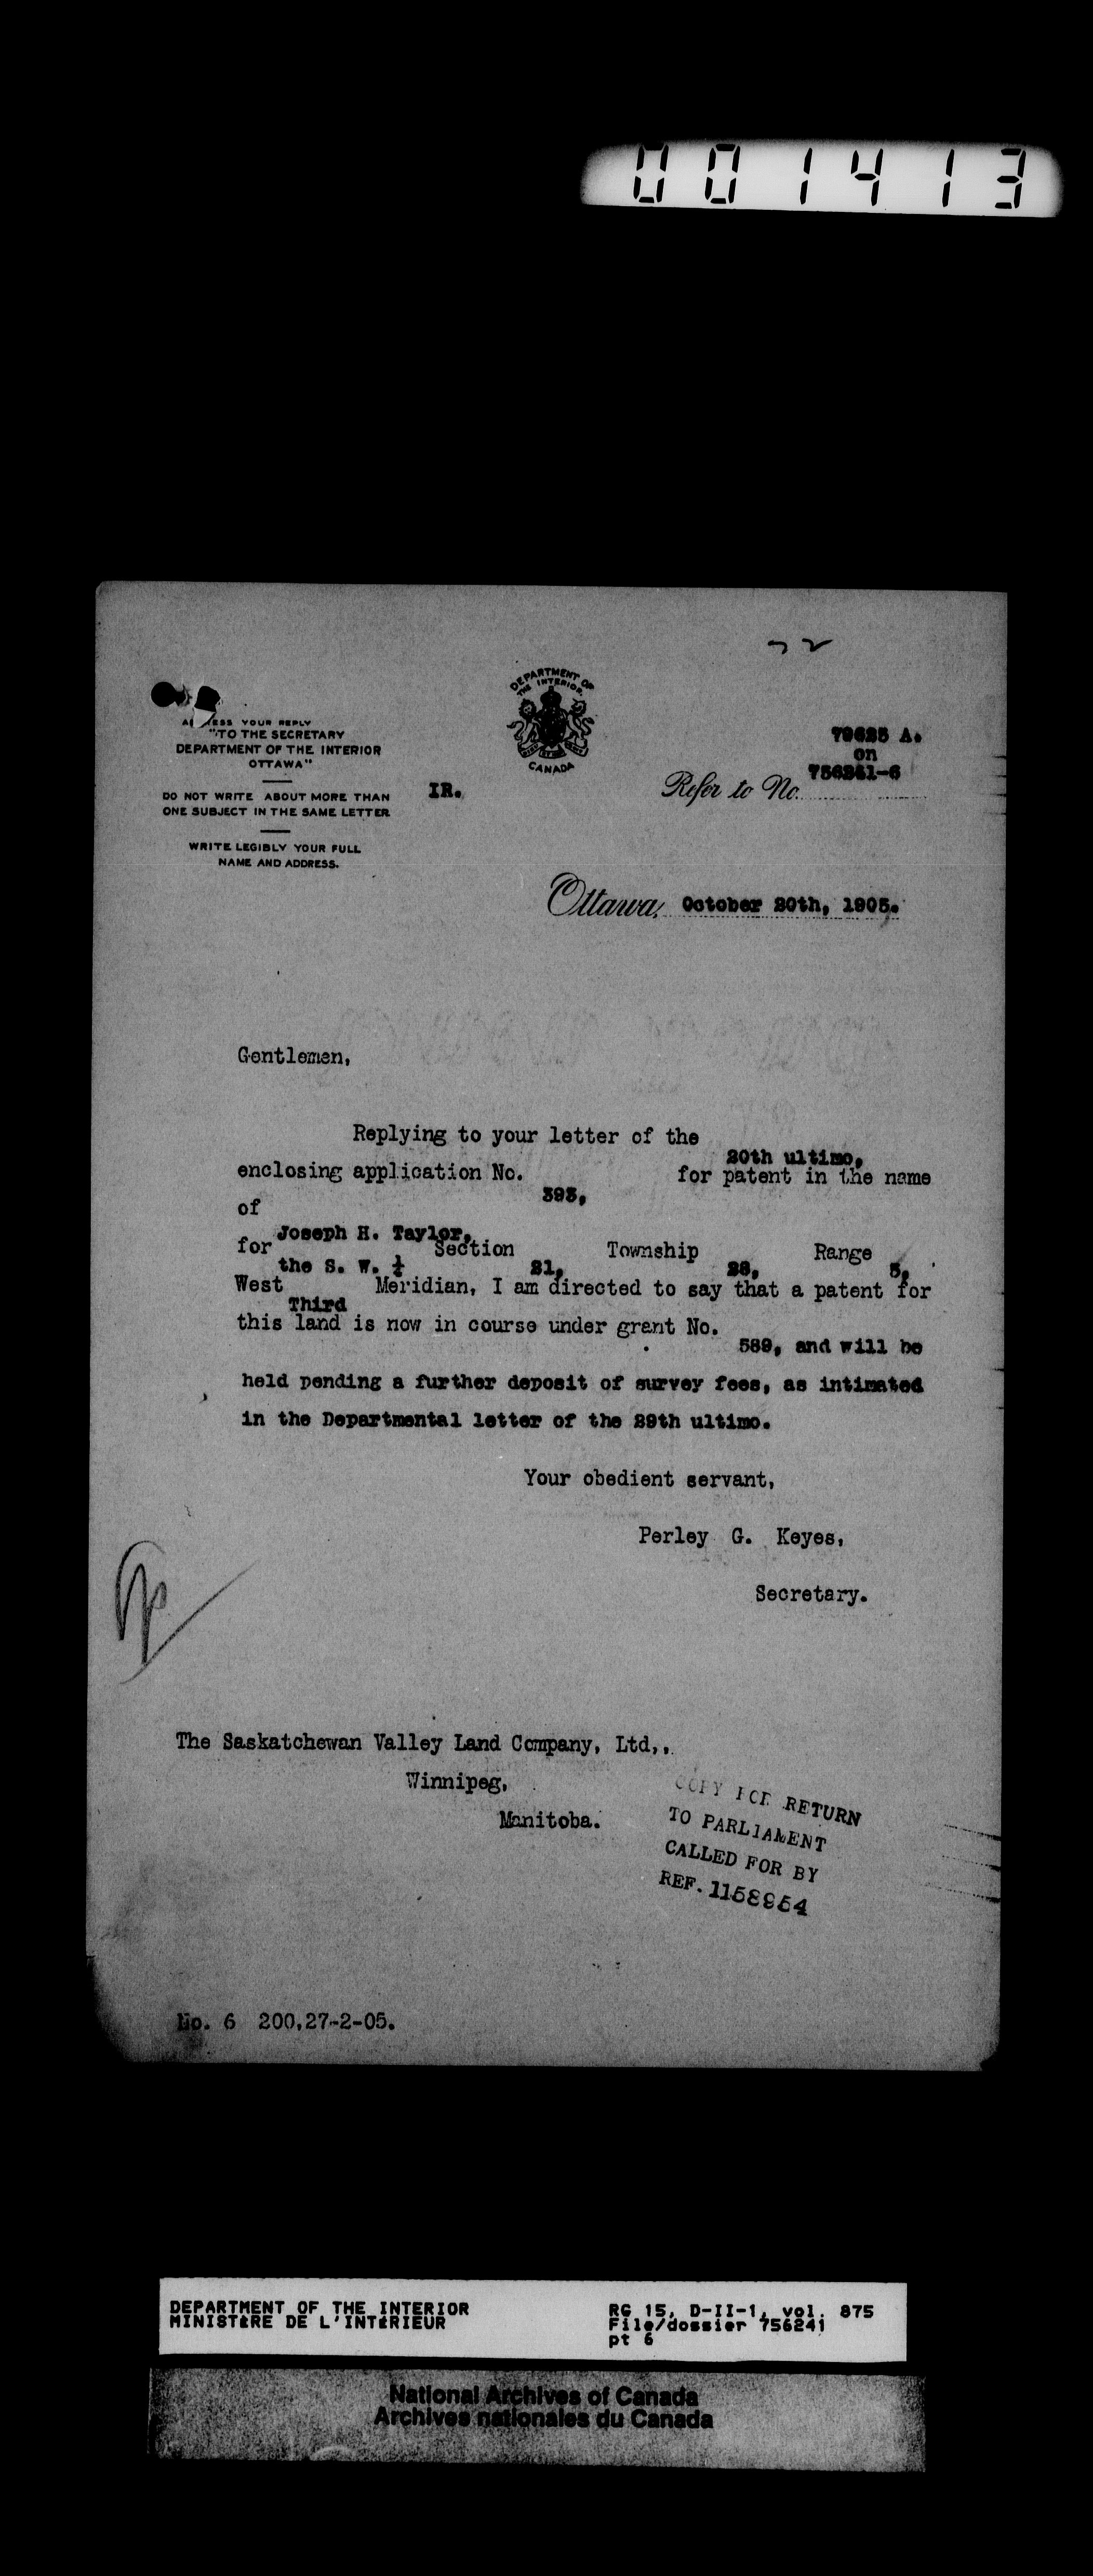 001413
ADDRESS YOUR REPLY
"TO THE SECRETARY
DEPARTMENT OF THE INTERIOR
OTTAWA"
DO NOT WRITE ABOUT MORE THAN
ONE SUBJECT IN THE SAME LETTER
WRITE LEGIBLY YOUR FULL
NAME AND ADDRESS.
DEPARTMENT OF
THE INTERIOR.
CANADA
IR.
79625 A.
on
756241-6
Refer to No.
Ottawa, October 20th, 1905.
Gentlemen,
Replying to your letter of the
20th ultimo,
enclosing application No. for patent in the name
393,
of
Joseph H. Taylor,
for Section Township Range
the S. W. ¼ 21, 28, 3,
West Meridian, I am directed to say that a patent for
Third
this land is now in course under grant No.
589, and will be
held pending a further deposit of survey fees, as intimated
in the Departmental letter of the 29th ultimo.
Your obedient servant,
Perley G. Keyes,
Secretary.
The Saskatchewan Valley Land Company, Ltd,.
Winnipeg,
Manitoba.
COPY FOR RETURN
TO PARLIAMENT
CALLED FOR BY
REF. 1158954
No. 6 200,27-2-05.
DEPARTMENT OF THE INTERIOR
MINISTÈRE DE L'INTÉRIEUR
RG 15, D-II-1, vol. 875
File/dossier 756241
pt 6
National Archives of Canada
Archives nationales du Canada